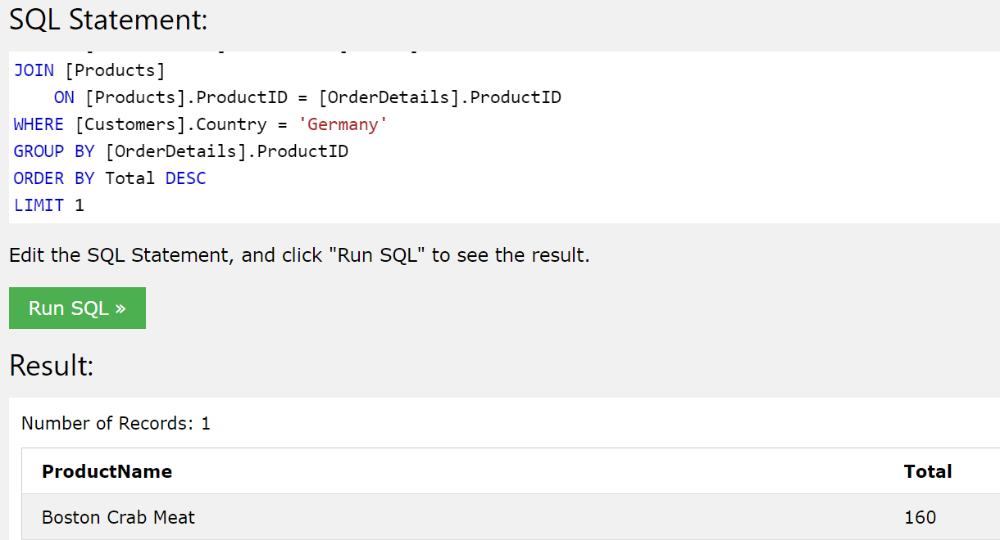 SQL Statement:
JOIN [Products]
    ON [Products].ProductID = [OrderDetails].ProductID
WHERE [Customers].Country = 'Germany'
GROUP BY [OrderDetails].ProductID
ORDER BY Total DESC
LIMIT 1
Edit the SQL Statement, and click "Run SQL" to see the result.
Run SQL »
Result:
Number of Records: 1
ProductName Total
Boston Crab Meat 160